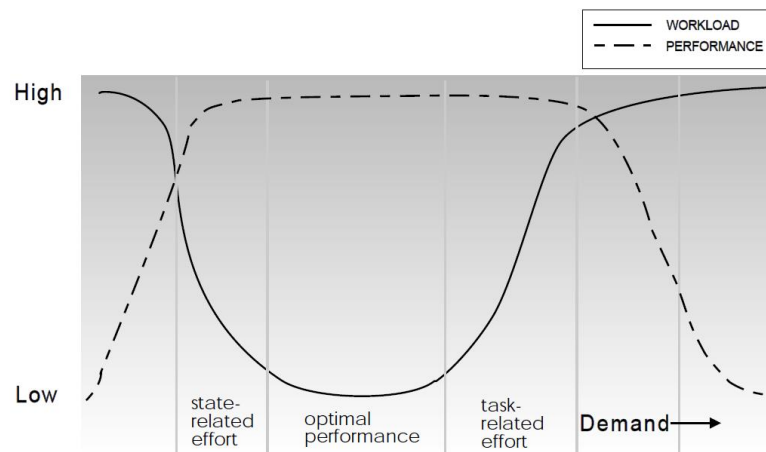 WORKLOAD
PERFORMANCE
High
Low
state-
related
effort
optimal
performance
task-
related
effort
Demand